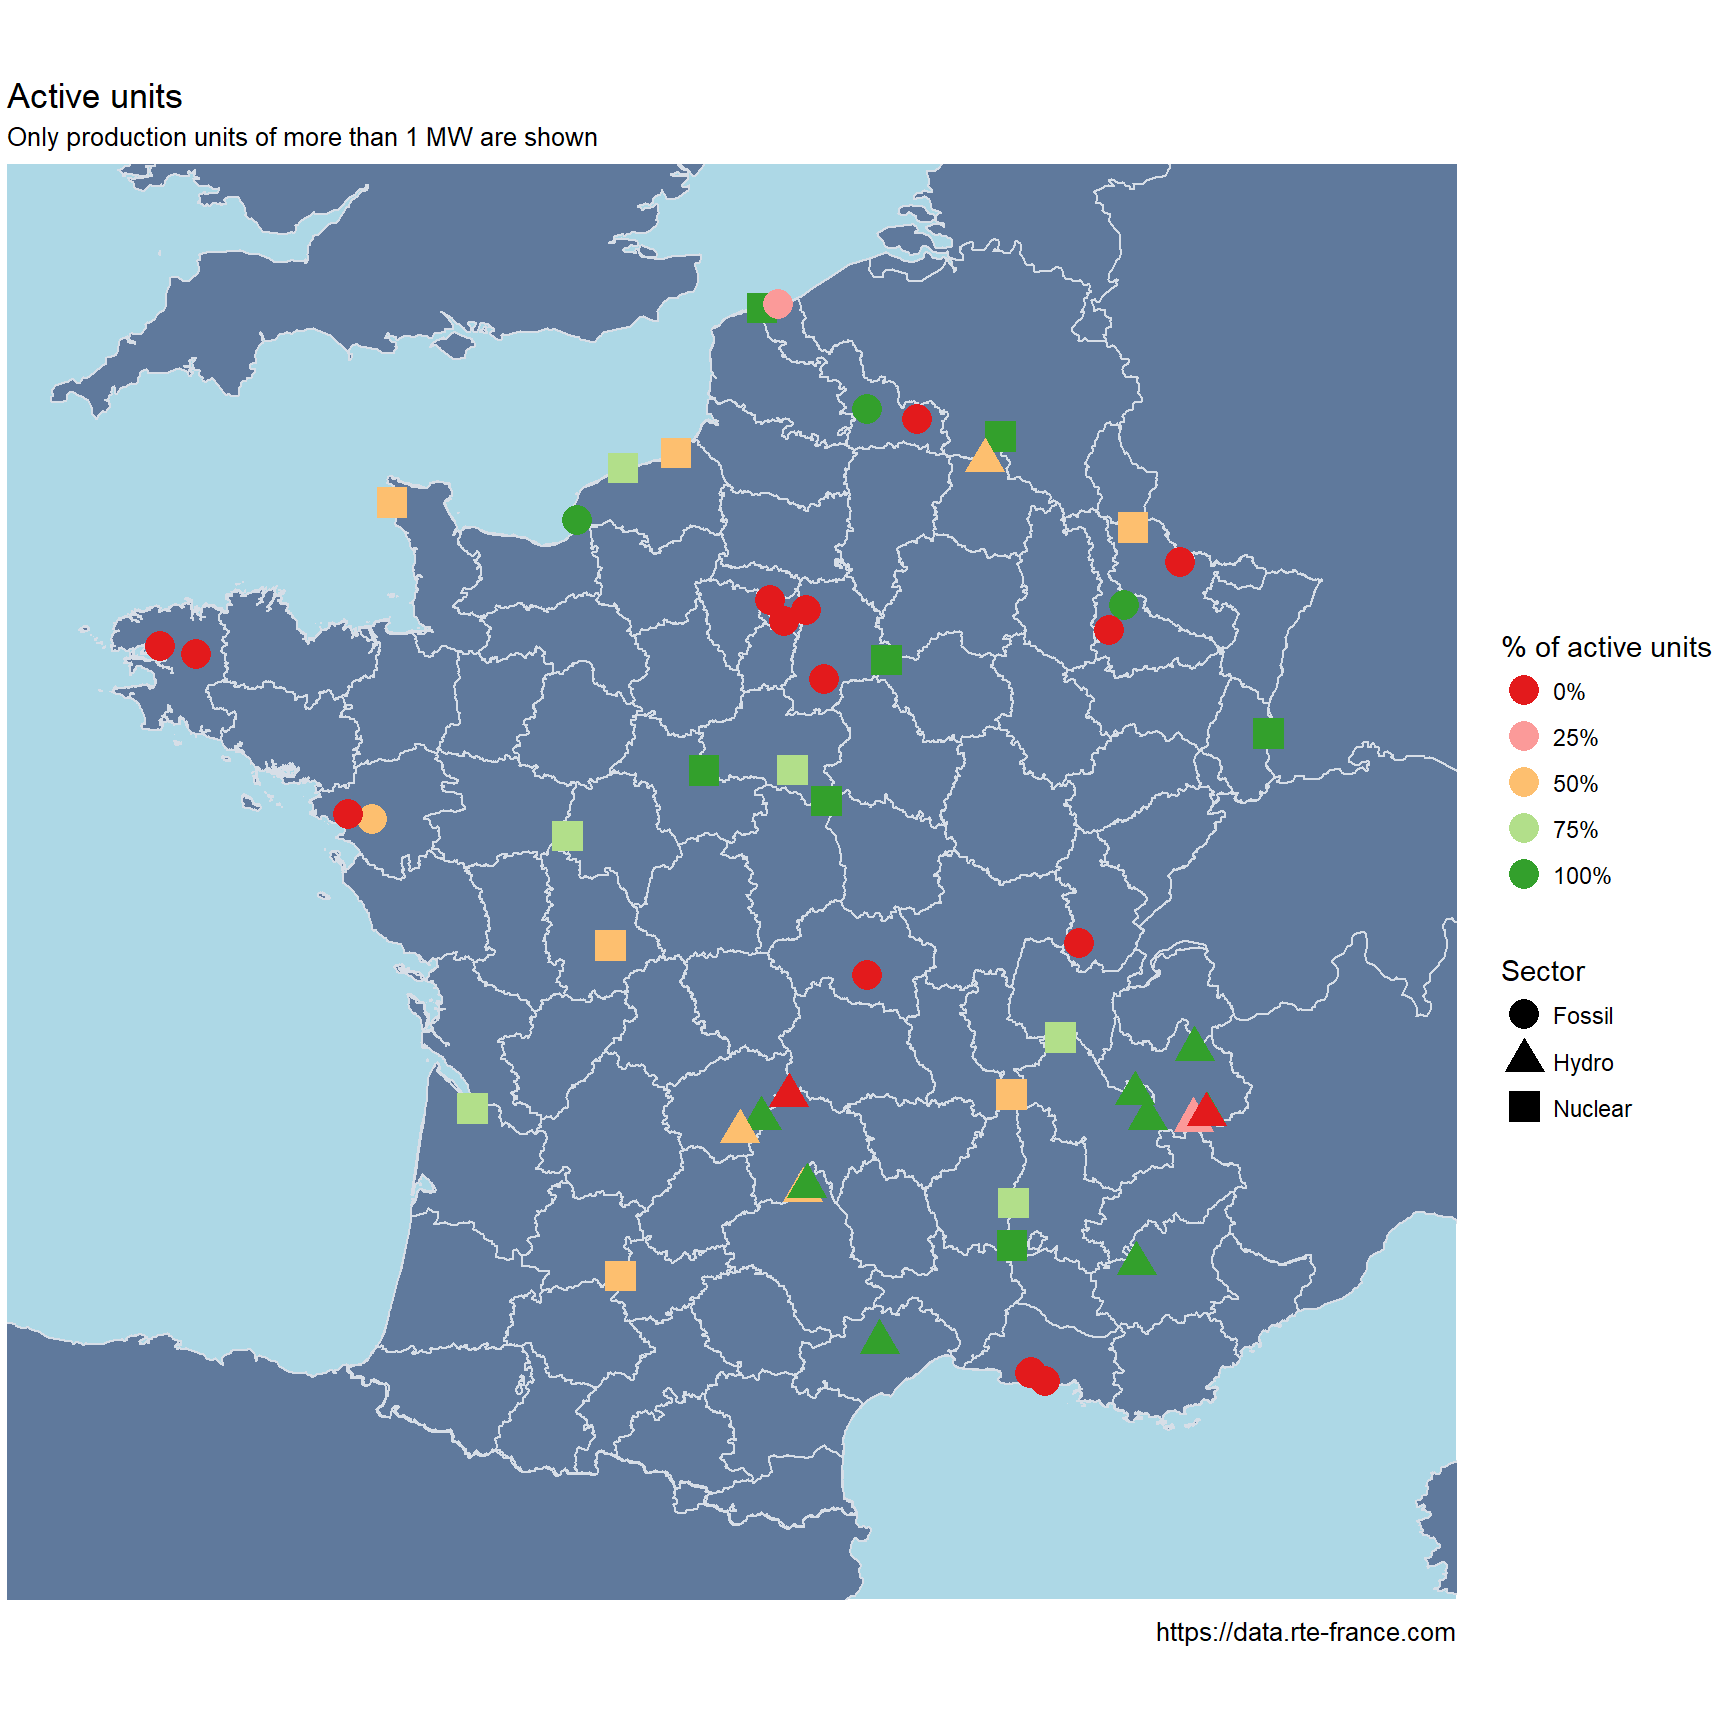 Active units
Only production units of more than 1 MW are shown
% of active units
0%
25%
50%
75%
100%
Sector
Fossil
Hydro
Nuclear
https://data.rte-france.com